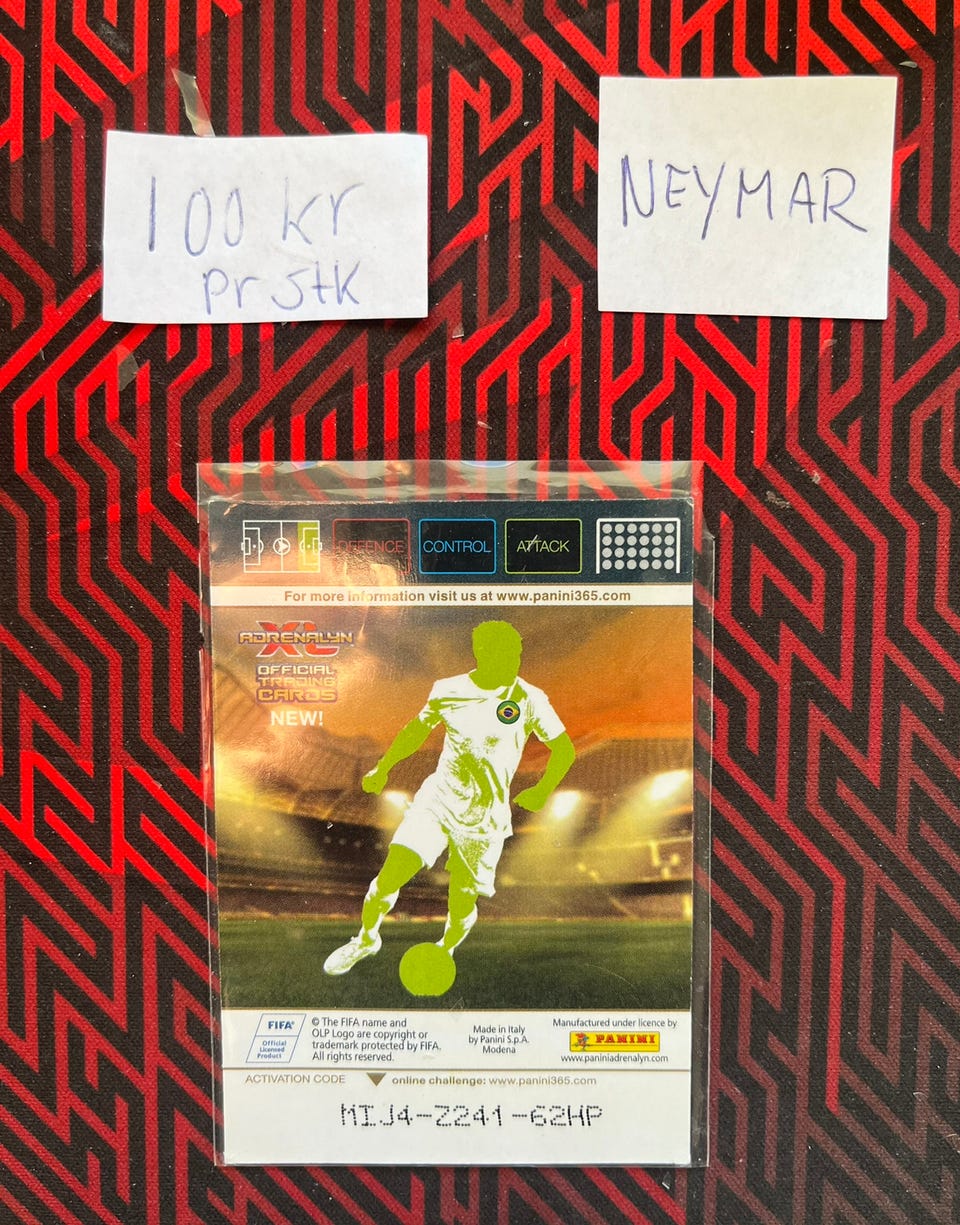 100 kr
pr stk
NEYMAR
DEFENCE CONTROL ATTACK
For more information visit us at www.panini365.com
ADRENALYN
XL
OFFICIAL
TRADING
CARDS
NEW!
FIFA®
Official
Licensed
Product
© The FIFA name and
OLP Logo are copyright or
trademark protected by FIFA.
All rights reserved.
Made in Italy
by Panini S.p.A.
Modena
Manufactured under licence by
PANINI
www.paniniadrenalyn.com
ACTIVATION CODE online challenge: www.panini365.com
MIJ4-Z241-62HP